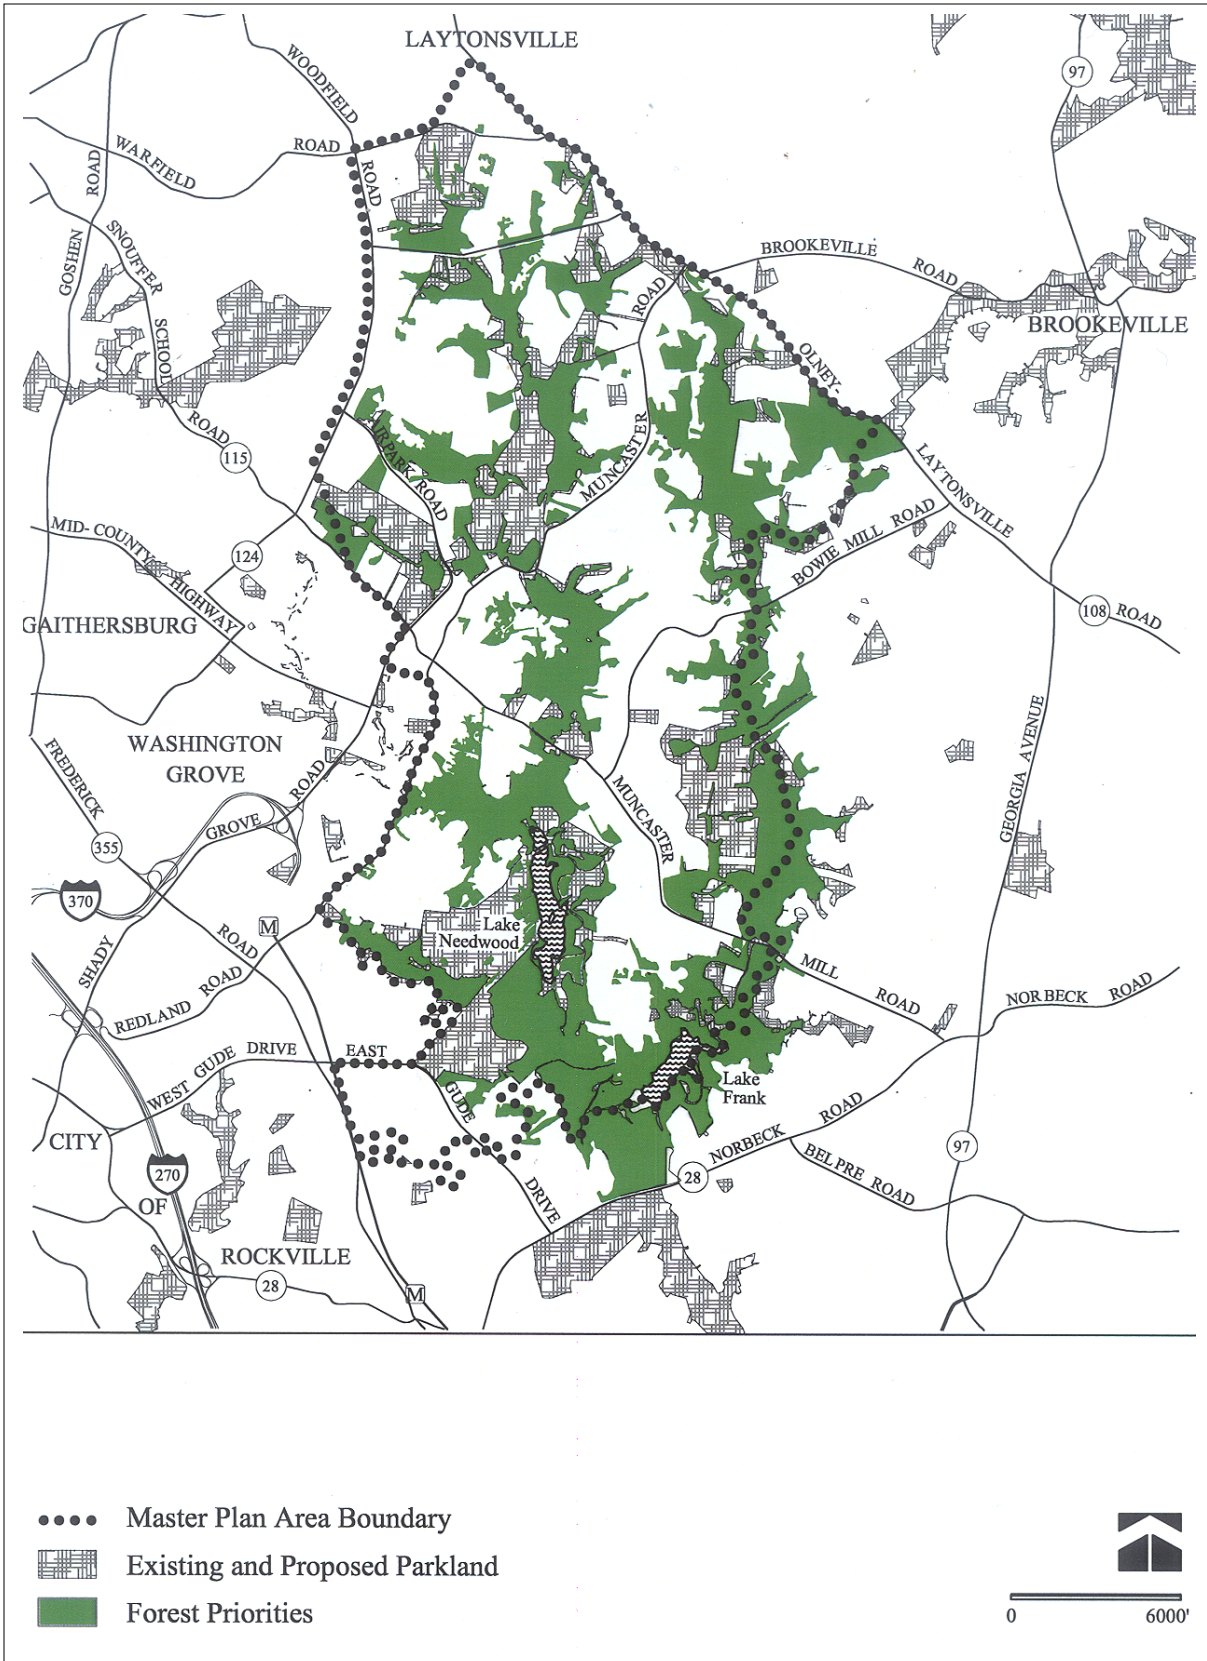 LAYTONSVILLE
WOODFIELD
ROAD
97
WARFIELD
ROAD
ROAD
GOSHEN
SNOUFFER
SCHOOL
ROAD
115
BROOKEVILLE
ROAD
BROOKEVILLE
ROAD
OLNEY-
LAYTONSVILLE
AIRPARK ROAD
MUNCASTER
MID-COUNTY
HIGHWAY
124
BOWIE MILL ROAD
108
ROAD
GAITHERSBURG
WASHINGTON
GROVE
FREDERICK
355
ROAD
GROVE
ROAD
MUNCASTER
GEORGIA AVENUE
370
M
Lake
Needwood
SHADY
MILL
ROAD
REDLAND ROAD
NORBECK ROAD
WEST GUDE DRIVE
EAST
GUDE
DRIVE
Lake
Frank
CITY
OF
ROCKVILLE
270
NORBECK
ROAD
28
BEL PRE ROAD
97
28
M
Master Plan Area Boundary
Existing and Proposed Parkland
Forest Priorities
0
6000'